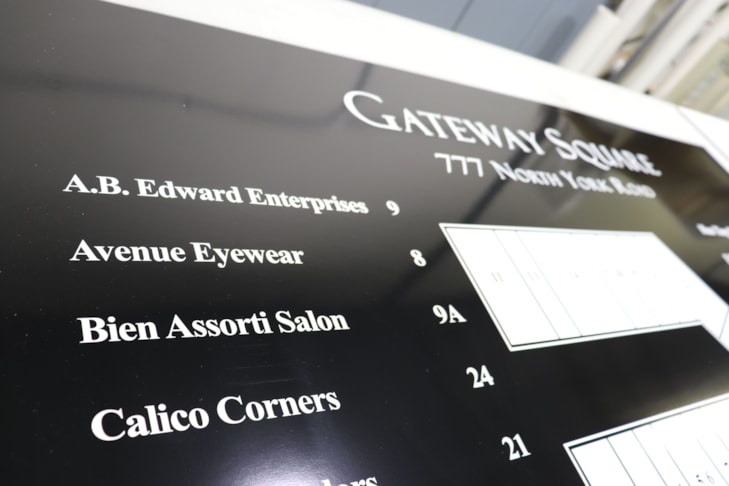 GATEWAY SQUARE
777 NORTH YORK ROAD
A.B. Edward Enterprises 9
Avenue Eyewear 8
Bien Assorti Salon 9A
Calico Corners 24
21